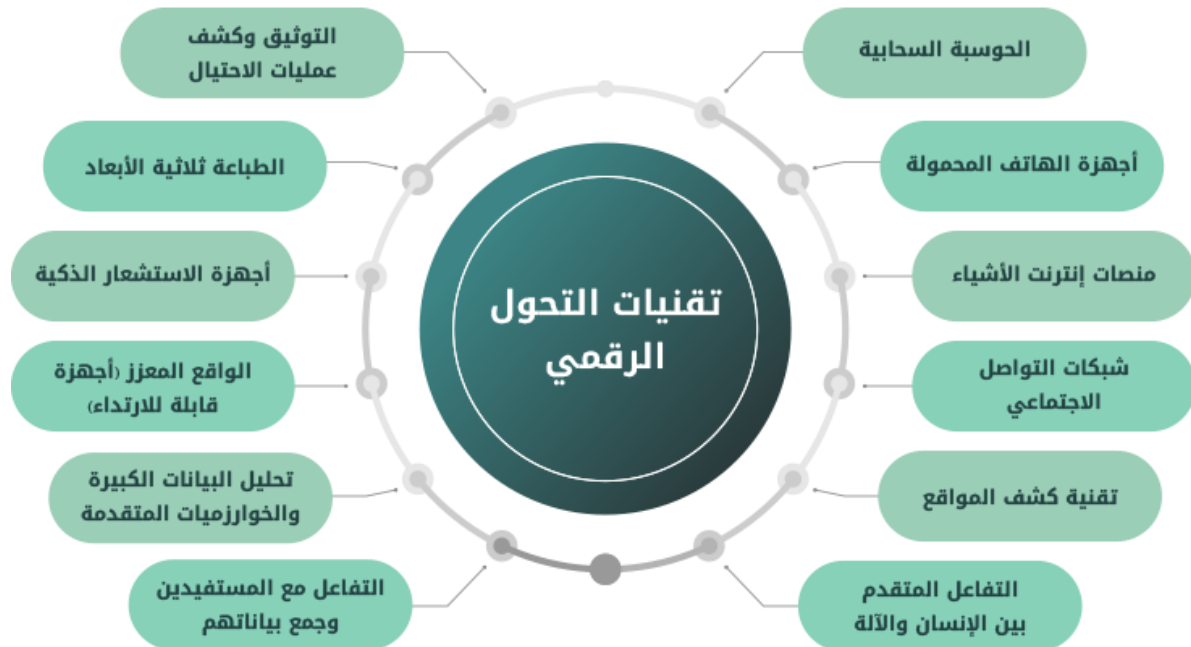 تقنيات التحول
الرقمي
الحوسبة السحابية
أجهزة الهاتف المحمولة
منصات إنترنت الأشياء
شبكات التواصل
الاجتماعي
تقنية كشف المواقع
التفاعل المتقدم
بين الإنسان والآلة
التوثيق وكشف
عمليات الاحتيال
الطباعة ثلاثية الأبعاد
أجهزة الاستشعار الذكية
الواقع المعزز (أجهزة
قابلة للارتداء)
تحليل البيانات الكبيرة
والخوارزميات المتقدمة
التفاعل مع المستفيدين
وجمع بياناتهم